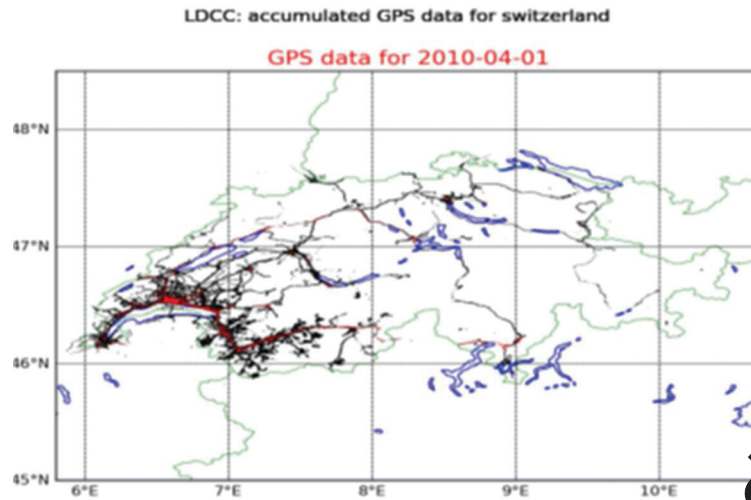 LDCC: accumulated GPS data for switzerland
GPS data for 2010-04-01
48°N
47°N
46°N
45°N
6°E
7°E
8°E
9°E
10°E